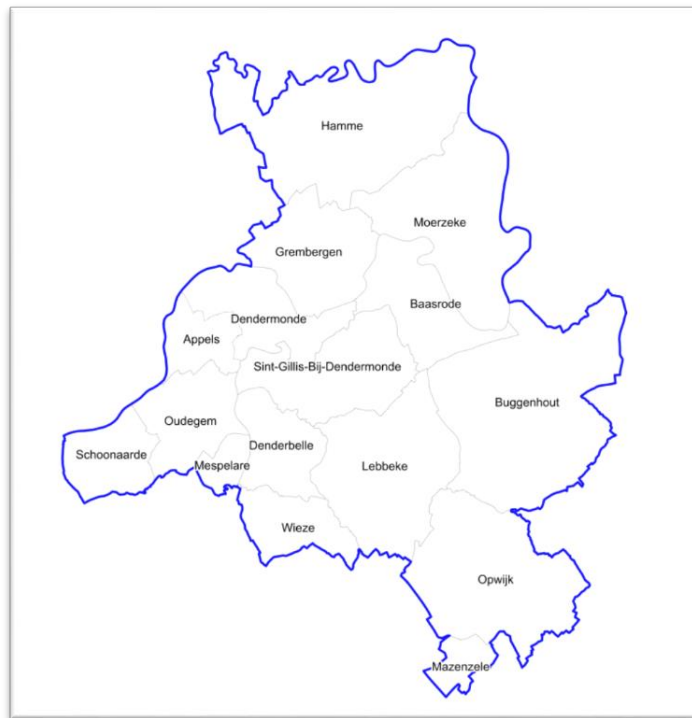 Hamme
Moerzeke
Grembergen
Baasrode
Dendermonde
Appels
Sint-Gillis-Bij-Dendermonde
Buggenhout
Oudegem
Denderbelle
Schoonaarde
Mespelare
Lebbeke
Wieze
Opwijk
Mazenzele